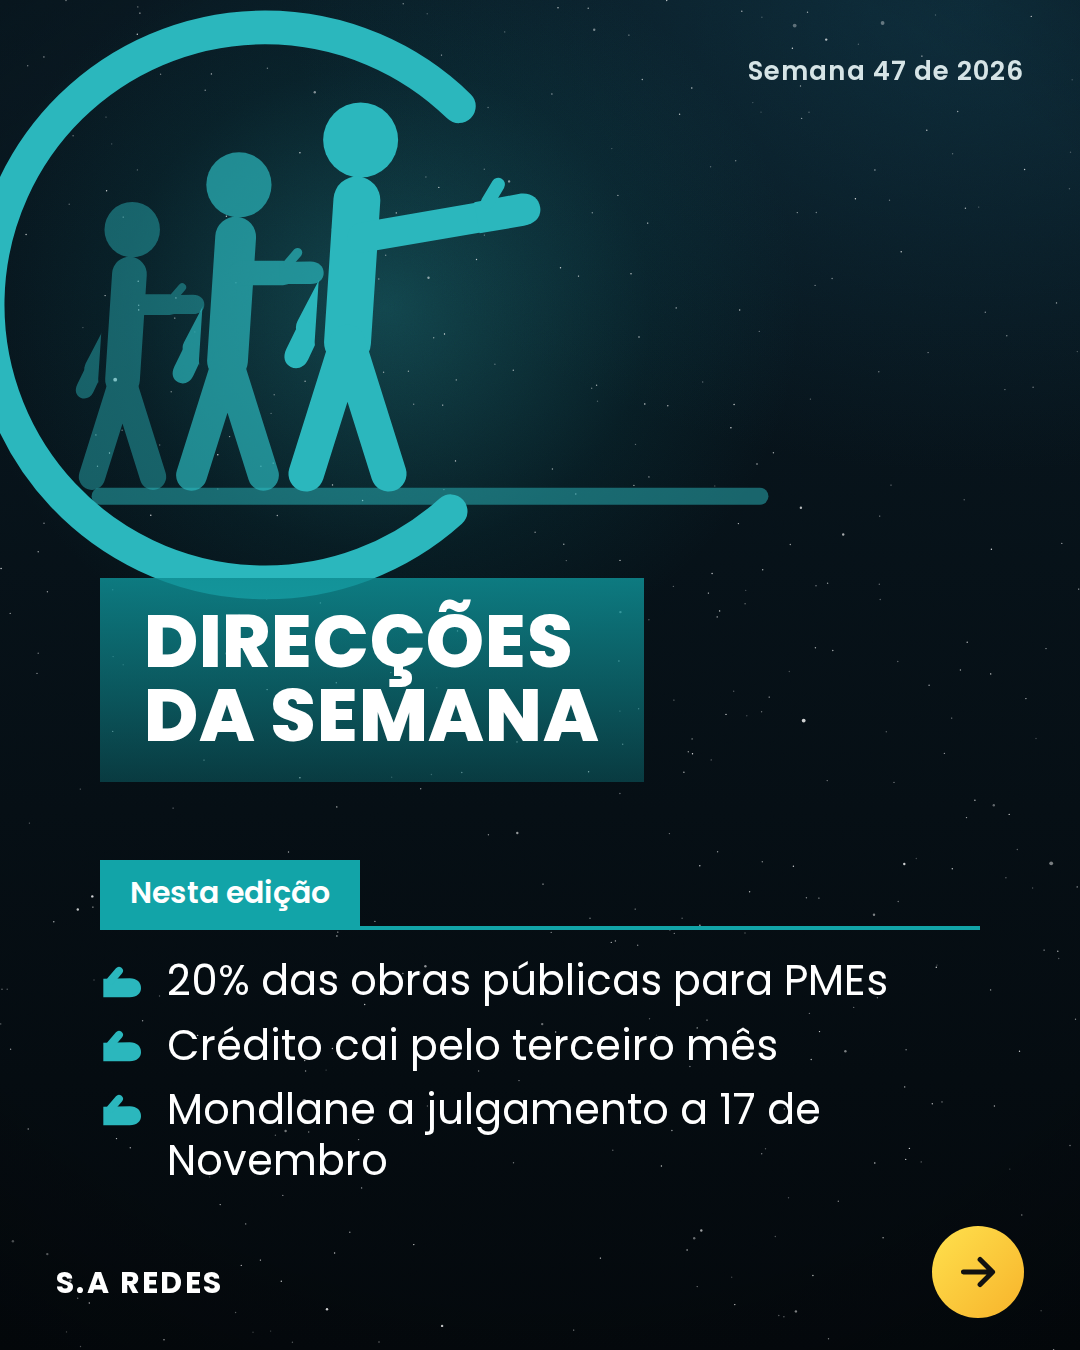 Semana 47 de 2026
DIRECÇÕES
DA SEMANA
Nesta edição
20% das obras públicas para PMEs
Crédito cai pelo terceiro mês
Mondlane a julgamento a 17 de
Novembro
S.A REDES